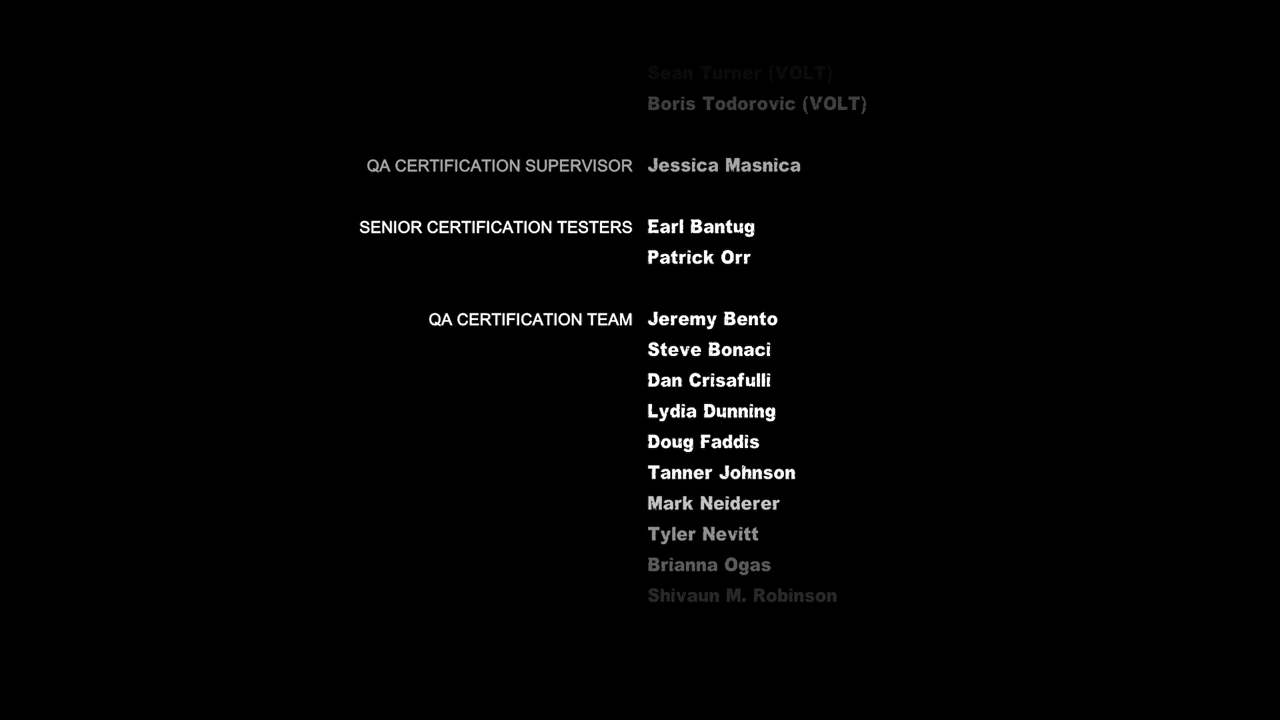 Sean Turner (VOLT)
Boris Todorovic (VOLT)
QA CERTIFICATION SUPERVISOR Jessica Masnica
SENIOR CERTIFICATION TESTERS Earl Bantug
Patrick Orr
QA CERTIFICATION TEAM Jeremy Bento
Steve Bonaci
Dan Crisafulli
Lydia Dunning
Doug Faddis
Tanner Johnson
Mark Neiderer
Tyler Nevitt
Brianna Ogas
Shivaun M. Robinson